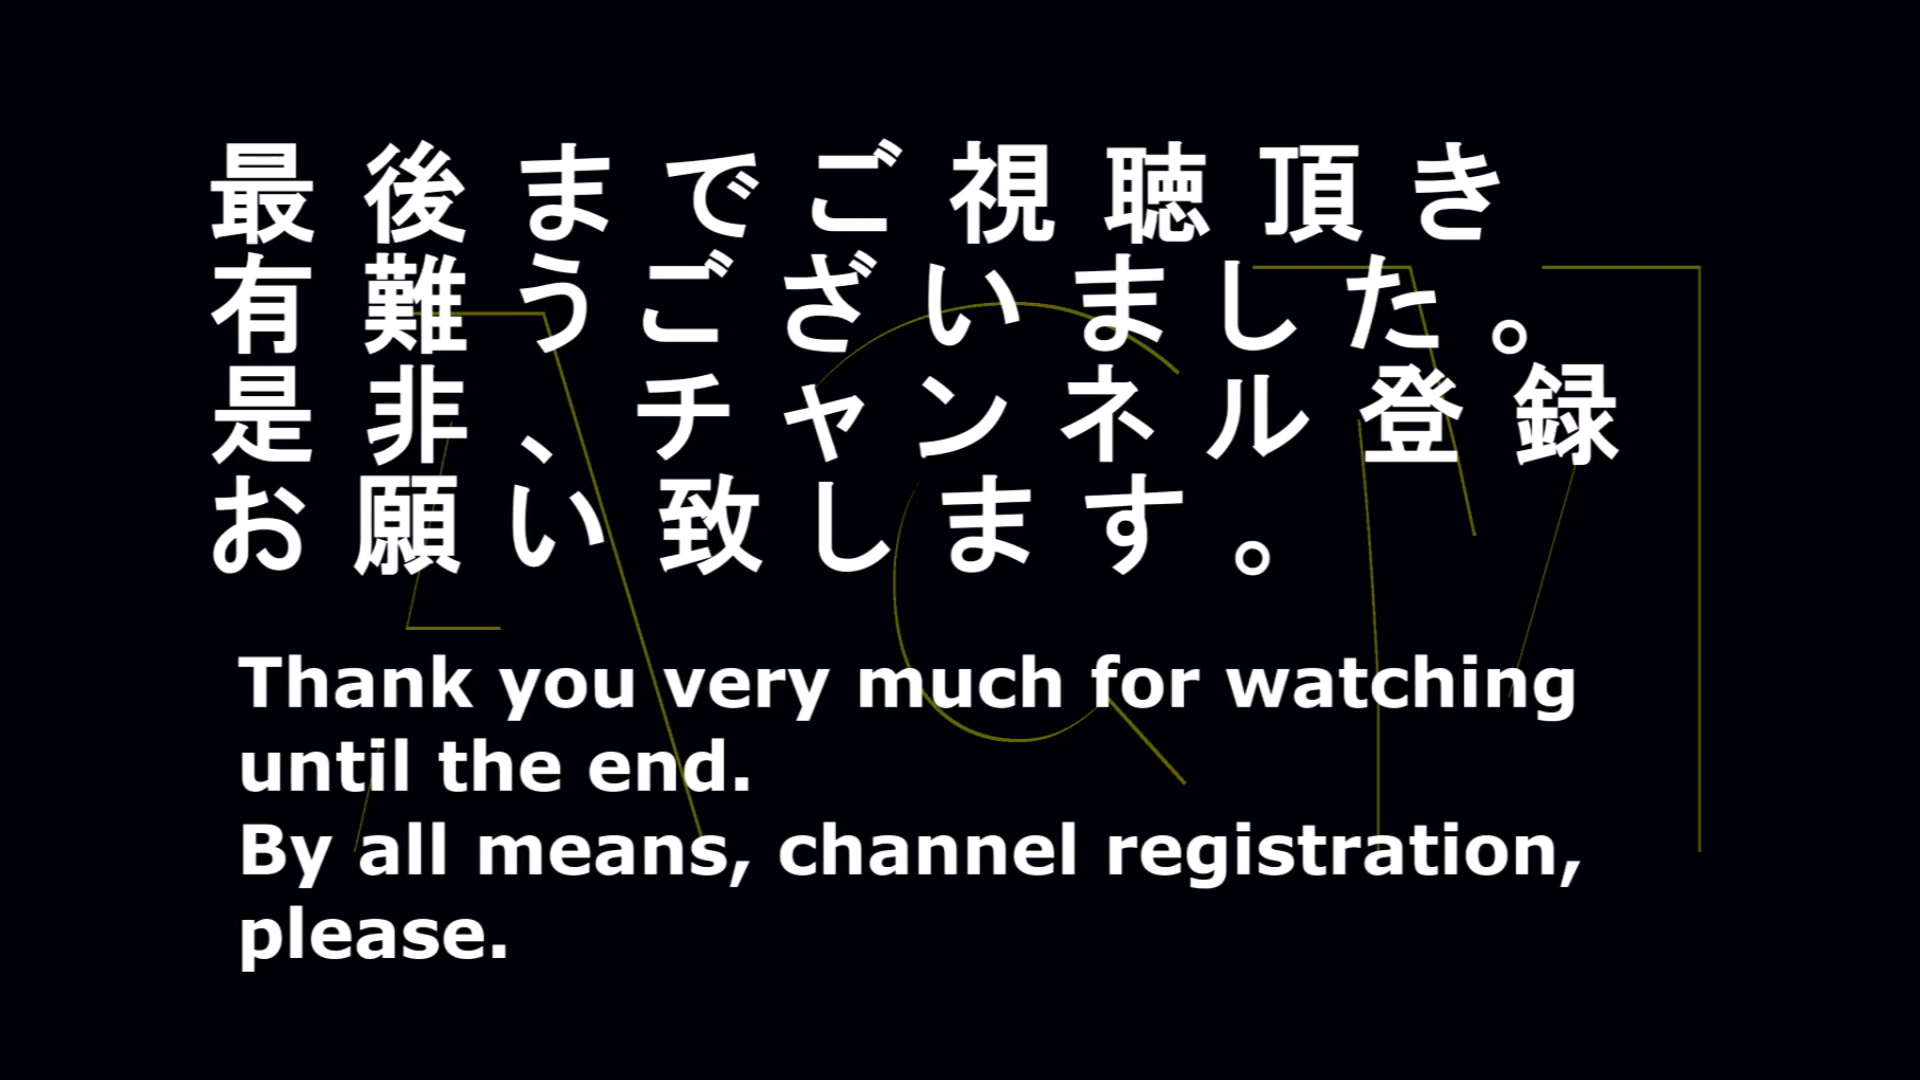 最後までご視聴頂き
有難うございました。
是非、チャンネル登録
お願い致します。
Thank you very much for watching
until the end.
By all means, channel registration,
please.